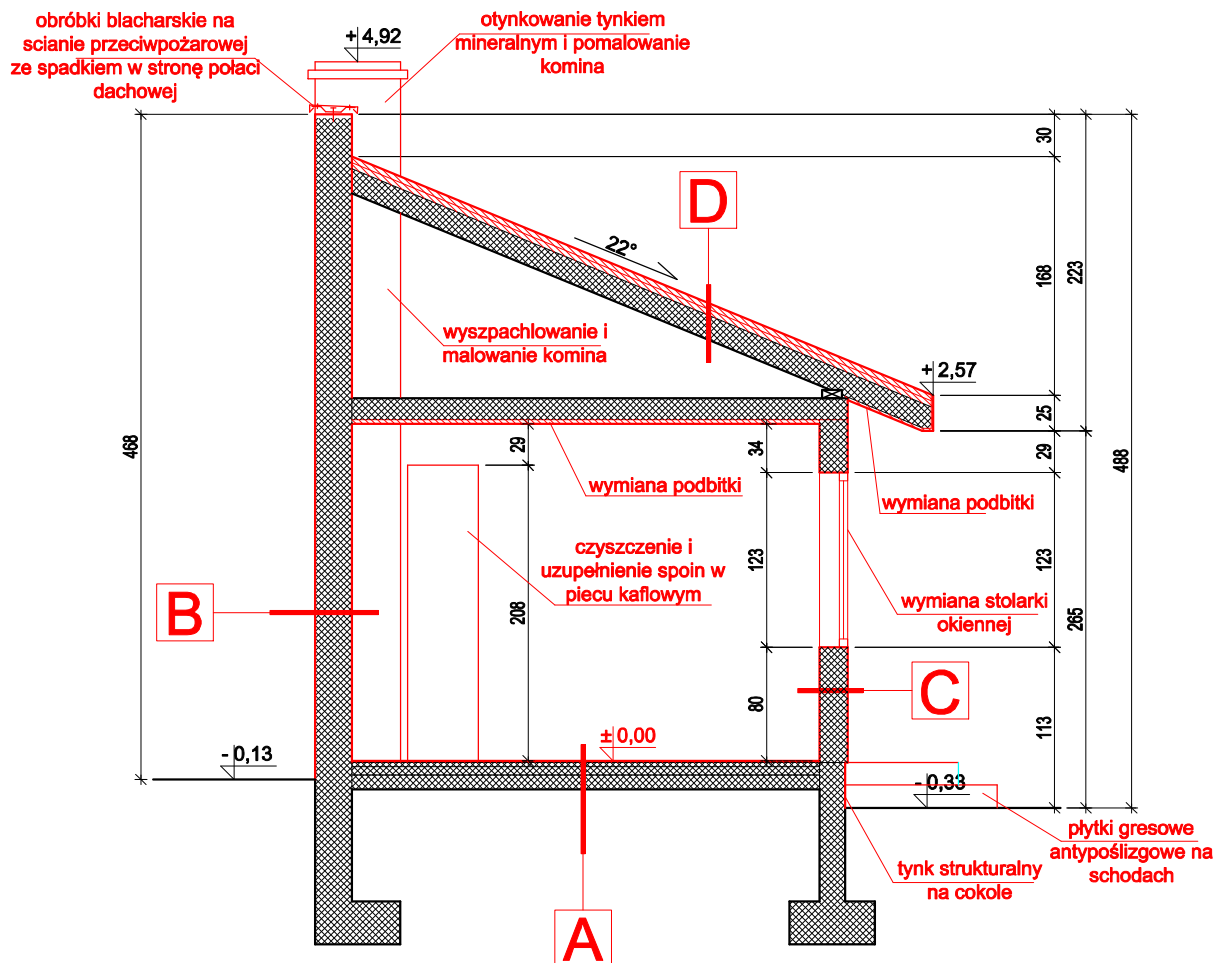 obróbki blacharskie na
scianie przeciwpożarowej
ze spadkiem w stronę połaci
dachowej
+ 4,92
otynkowanie tynkiem
mineralnym i pomalowanie
komina
30
D
22°
168
223
wyszpachlowanie i
malowanie komina
+ 2,57
25
468
29
34
29
488
wymiana podbitki
wymiana podbitki
czyszczenie i
uzupełnienie spoin w
piecu kaflowym
123
123
208
B
wymiana stolarki
okiennej
265
C
80
113
± 0,00
- 0,13
- 0,33
płytki gresowe
antypoślizgowe na
schodach
tynk strukturalny
na cokole
A